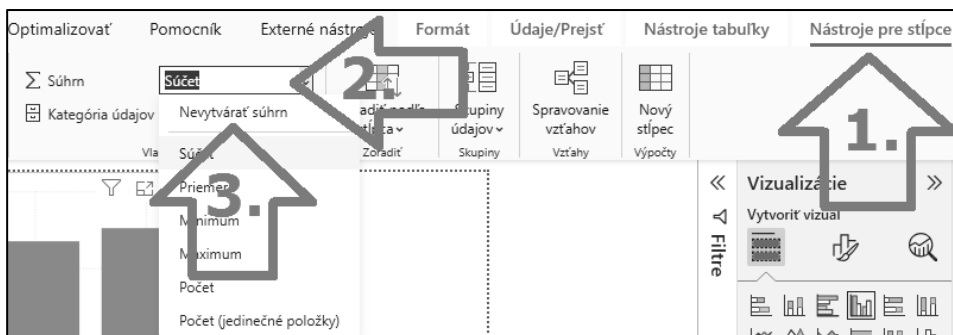 Optimalizovať Pomocník Externé nástroje Formát Údaje/Prejsť Nástroje tabuľky Nástroje pre stĺpce
Súhrn Súčet
Kategória údajov Nevytvárať súhrn
Skupiny údajov
Spravovanie vzťahov
Nový stĺpec
Zoradiť Skupiny Vzťahy Výpočty
Súčet
Priemer
Minimum
Maximum
Počet
Počet (jedinečné položky)
1.
2.
3.
Filtre
Vizualizácie
Vytvoriť vizuál